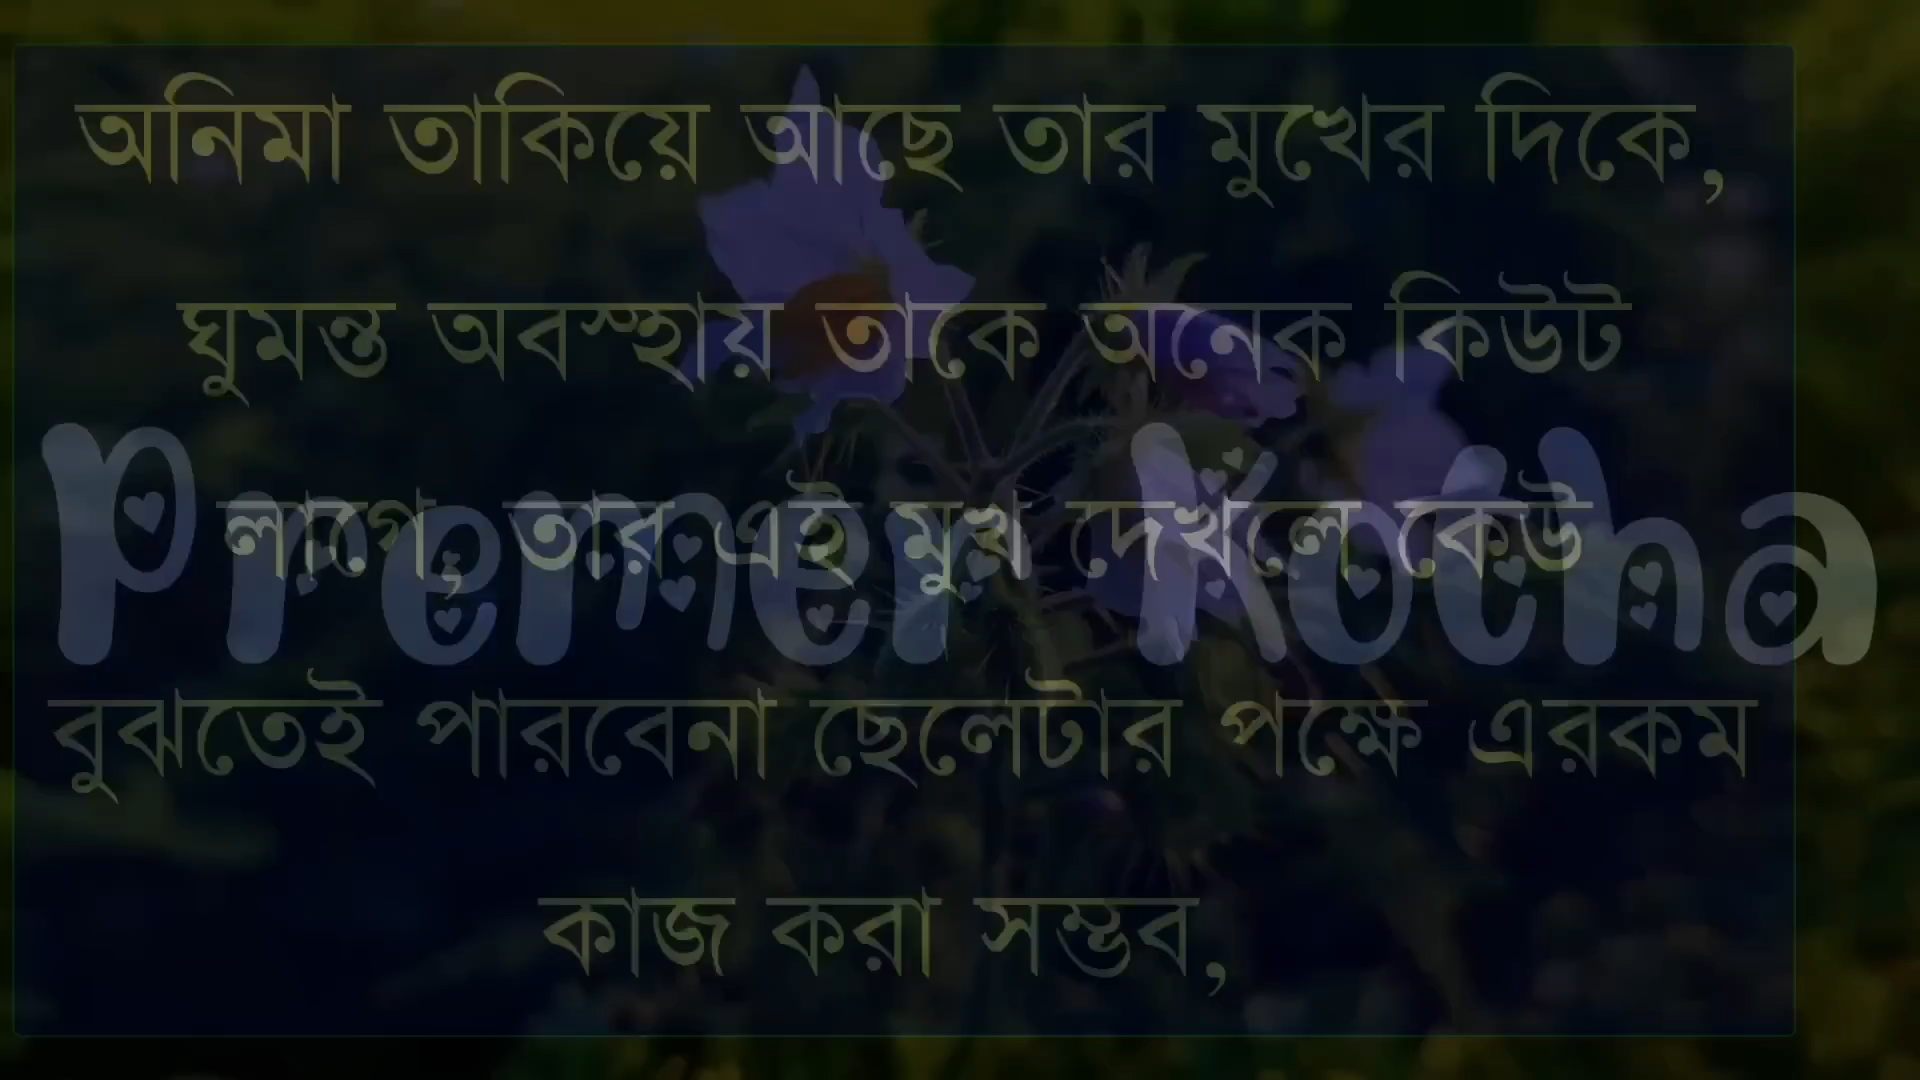 অনিমা তাকিয়ে আছে তার মুখের দিকে,
ঘুমন্ত অবস্থায় তাকে অনেক কিউট
লাগে, তার এই মুখ দেখলে কেউ
Premer Kotha
বুঝতেই পারবেনা ছেলেটার পক্ষে এরকম
কাজ করা সম্ভব,